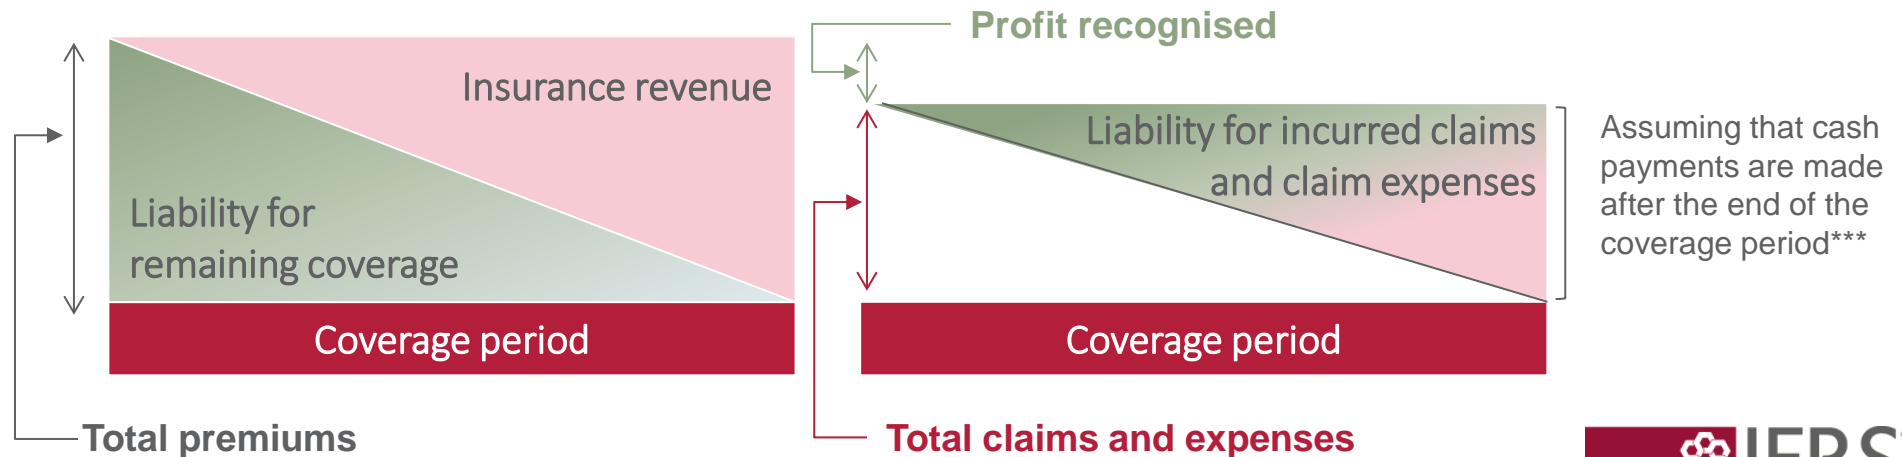 Profit recognised
Insurance revenue
Liability for
remaining coverage
Coverage period
Total premiums
Liability for incurred claims
and claim expenses
Coverage period
Total claims and expenses
Assuming that cash
payments are made
after the end of the
coverage period***
IFRS